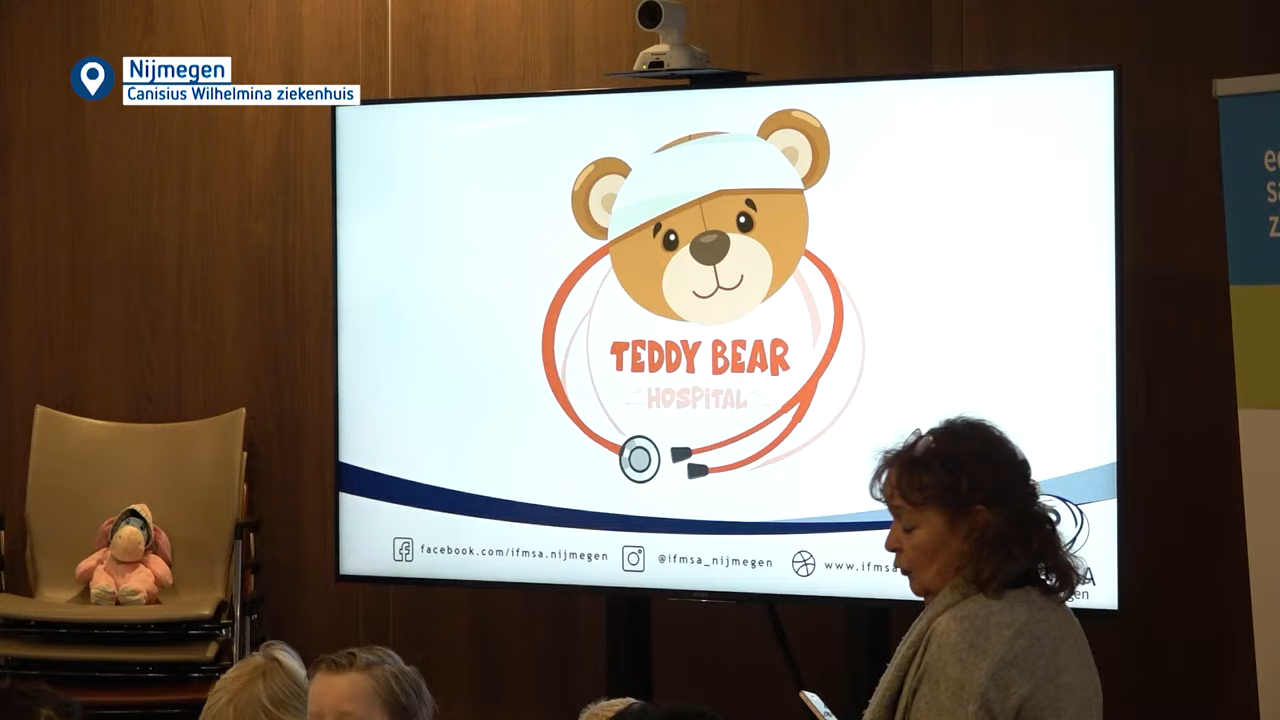 Nijmegen
Canisius Wilhelmina ziekenhuis
TEDDY BEAR
HOSPITAL
facebook.com/ifmsa.nijmegen
@ifmsa_nijmegen